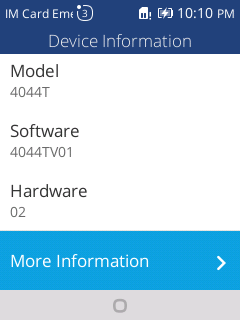 IM Card Eme 3 10:10 PM
Device Information
Model
4044T
Software
4044TV01
Hardware
02
More Information